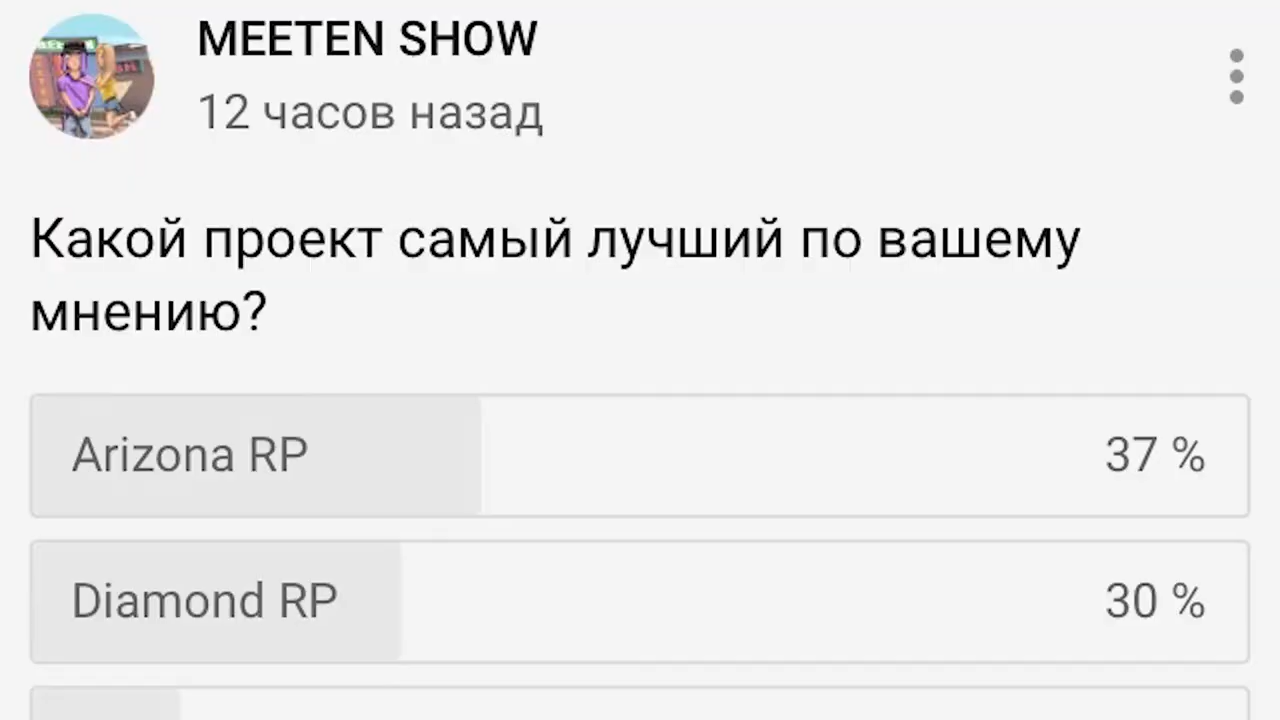 MEETEN SHOW
12 часов назад
Какой проект самый лучший по вашему
мнению?
Arizona RP
37 %
Diamond RP
30 %